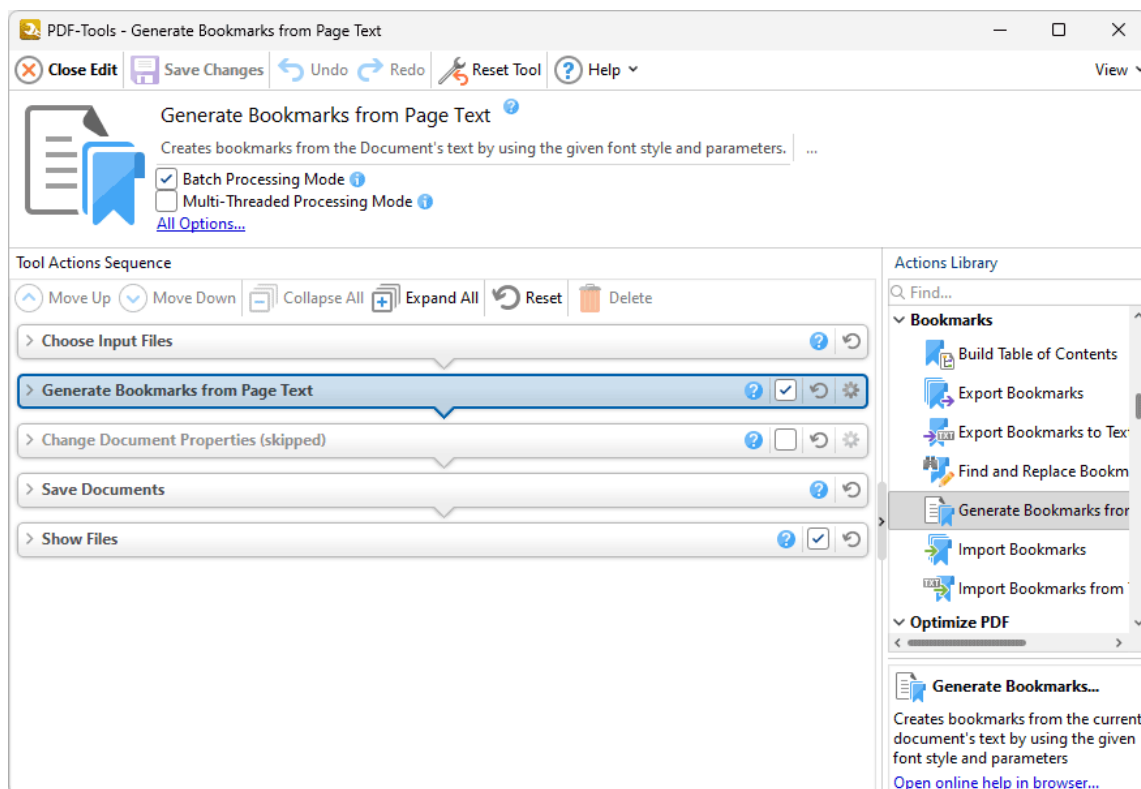 PDF-Tools - Generate Bookmarks from Page Text
Close Edit Save Changes Undo Redo Reset Tool Help View
Generate Bookmarks from Page Text
Creates bookmarks from the Document's text by using the given font style and parameters. ...
Batch Processing Mode
Multi-Threaded Processing Mode
All Options...
Tool Actions Sequence
Move Up Move Down Collapse All Expand All Reset Delete
Choose Input Files
Generate Bookmarks from Page Text
Change Document Properties (skipped)
Save Documents
Show Files
Actions Library
Find...
Bookmarks
Build Table of Contents
Export Bookmarks
Export Bookmarks to Tex
Find and Replace Bookm
Generate Bookmarks fror
Import Bookmarks
Import Bookmarks from
Optimize PDF
Generate Bookmarks...
Creates bookmarks from the current
document's text by using the given
font style and parameters
Open online help in browser...